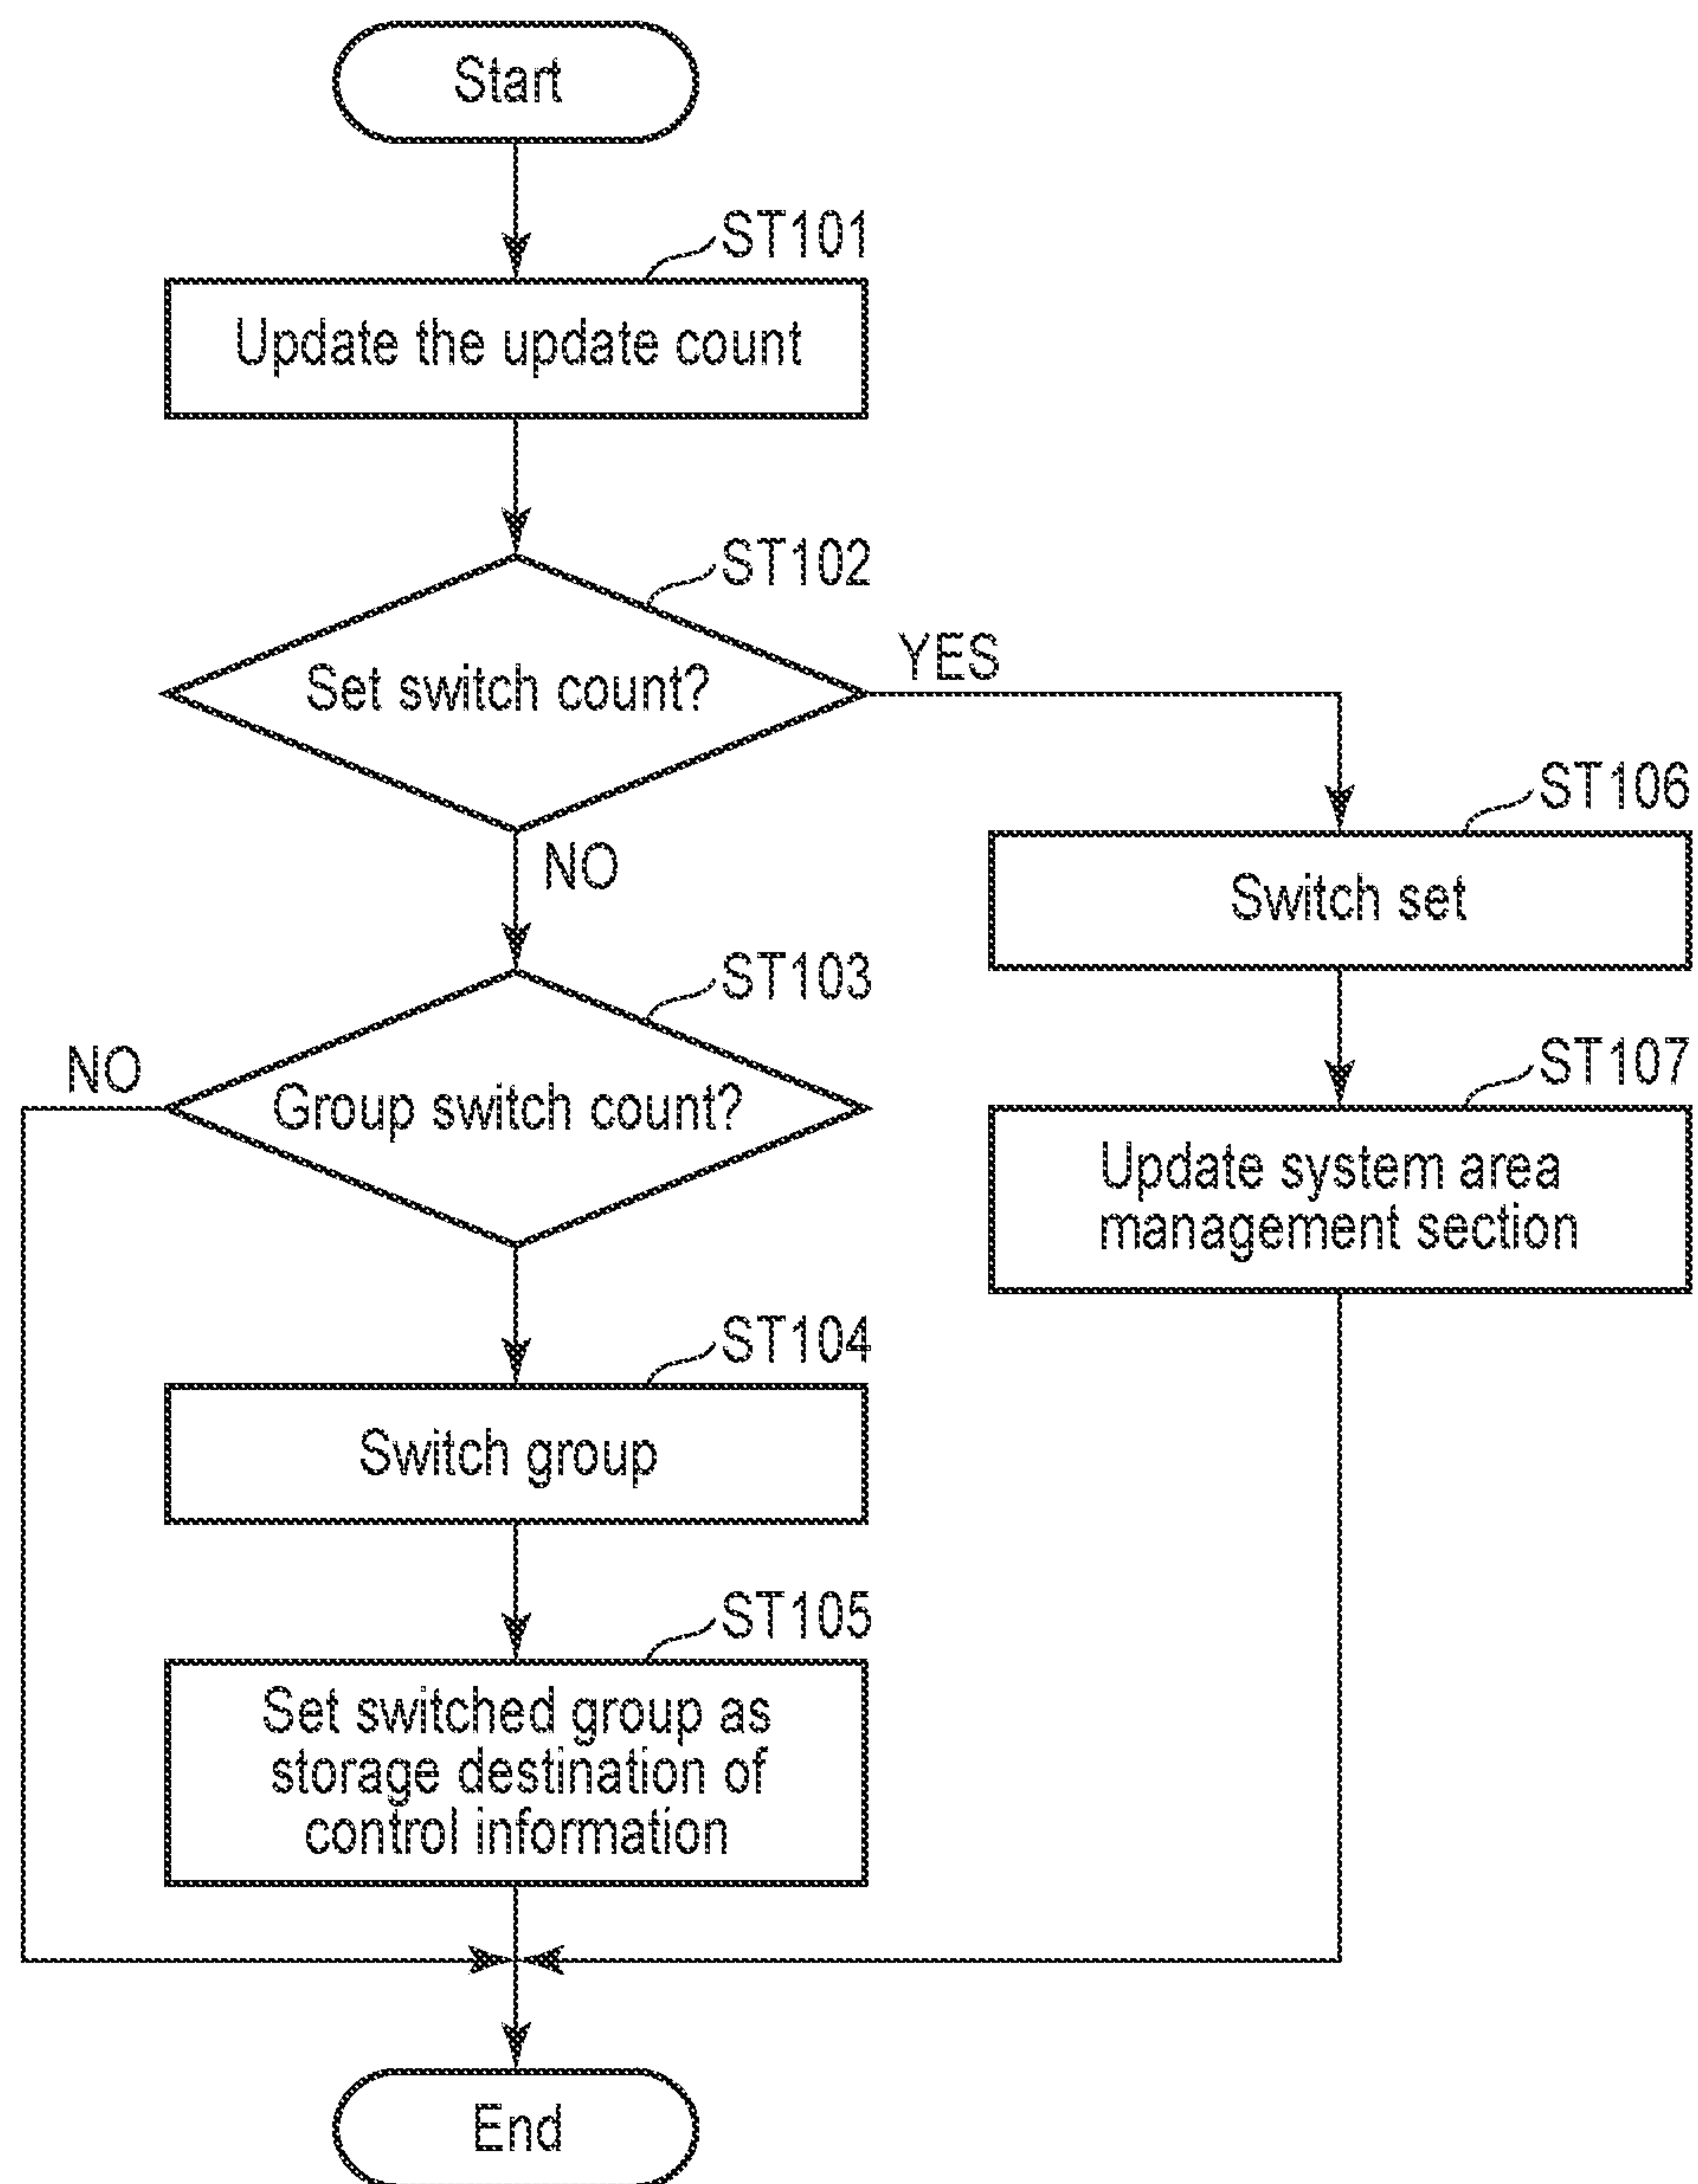 Start
ST101
Update the update count
ST102
Set switch count?
YES
NO
ST103
Group switch count?
NO
ST104
Switch group
ST105
Set switched group as
storage destination of
control information
ST106
Switch set
ST107
Update system area
management section
End